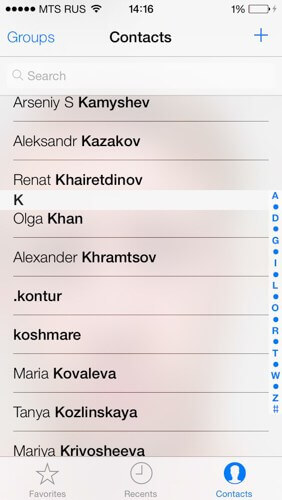 MTS RUS 14:16 1%
Groups Contacts +
Search
Arseniy S Kamyshev
Aleksandr Kazakov
Renat Khairetdinov
K
Olga Khan
Alexander Khramtsov
.kontur
koshmare
Maria Kovaleva
Tanya Kozlinskaya
Mariya Krivosheeva
A
D
G
I
L
O
R
T
W
Z
#
Favorites Recents Contacts